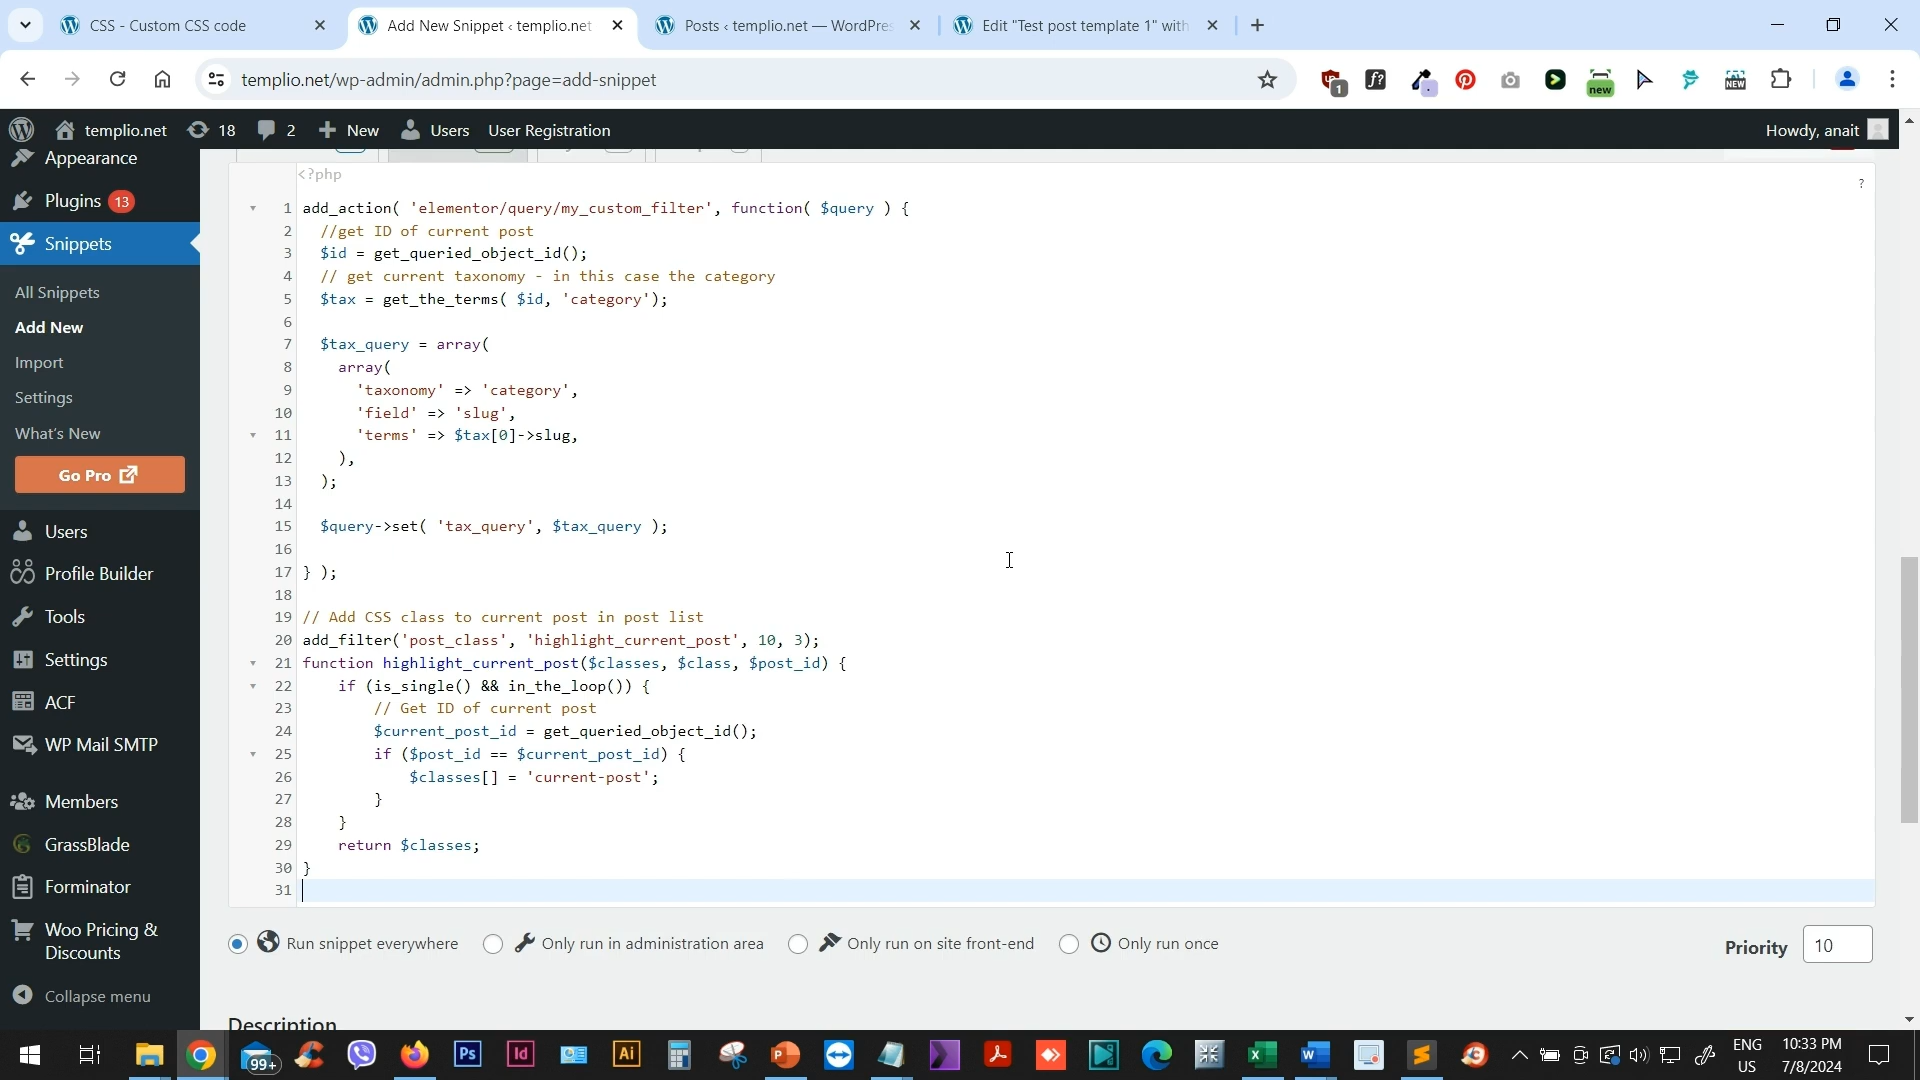 CSS - Custom CSS code
Add New Snippet ‹ templio.net
Posts ‹ templio.net — WordPres
Edit "Test post template 1" with
templio.net/wp-admin/admin.php?page=add-snippet
1
new
NEW
templio.net
18
2
New
Users
User Registration
Howdy, anait
Appearance
Plugins 13
Snippets
All Snippets
Add New
Import
Settings
What's New
Go Pro
Users
Profile Builder
Tools
Settings
ACF
WP Mail SMTP
Members
GrassBlade
Forminator
Woo Pricing &
Discounts
Collapse menu
<?php
?
1 add_action( 'elementor/query/my_custom_filter', function( $query ) {
2 //get ID of current post
3 $id = get_queried_object_id();
4 // get current taxonomy - in this case the category
5 $tax = get_the_terms( $id, 'category');
6
7 $tax_query = array(
8 array(
9 'taxonomy' => 'category',
10 'field' => 'slug',
11 'terms' => $tax[0]->slug,
12 ),
13 );
14
15 $query->set( 'tax_query', $tax_query );
16
17 } );
18
19 // Add CSS class to current post in post list
20 add_filter('post_class', 'highlight_current_post', 10, 3);
21 function highlight_current_post($classes, $class, $post_id) {
22 if (is_single() && in_the_loop()) {
23 // Get ID of current post
24 $current_post_id = get_queried_object_id();
25 if ($post_id == $current_post_id) {
26 $classes[] = 'current-post';
27 }
28 }
29 return $classes;
30 }
31
Run snippet everywhere
Only run in administration area
Only run on site front-end
Only run once
Priority
10
Description
99+
Ps
Id
Ai
ENG
US
10:33 PM
7/8/2024